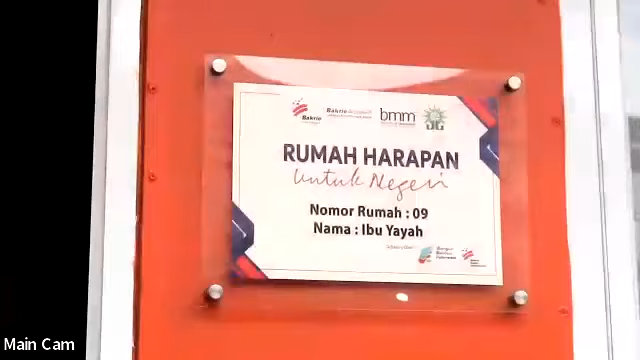 Bakrie
bmm
RUMAH HARAPAN
Untuk Negeri
Nomor Rumah : 09
Nama : Ibu Yayah
Main Cam